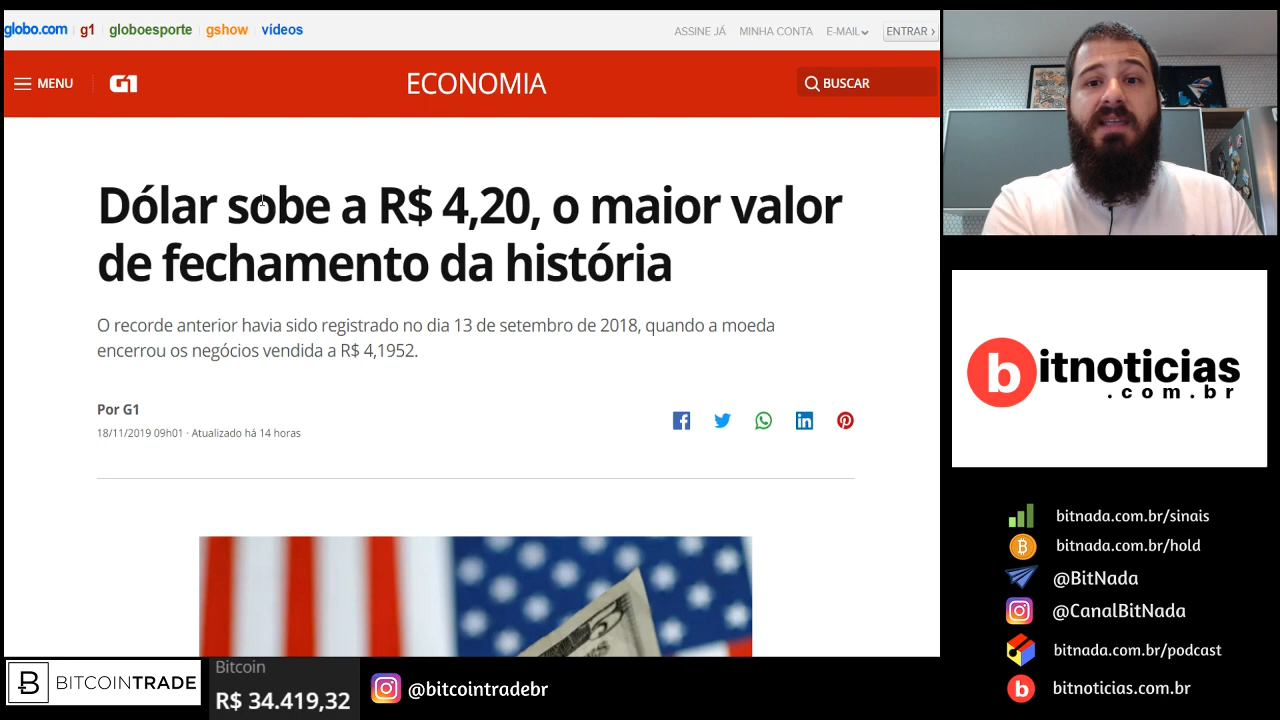 globo.com g1 globoesporte gshow vídeos
ASSINE JÁ MINHA CONTA E-MAIL ENTRAR ›
MENU G1 ECONOMIA BUSCAR
Dólar sobe a R$ 4,20, o maior valor
de fechamento da história
O recorde anterior havia sido registrado no dia 13 de setembro de 2018, quando a moeda
encerrou os negócios vendida a R$ 4,1952.
Por G1
18/11/2019 09h01 · Atualizado há 14 horas
bitnoticias
.com.br
bitnada.com.br/sinais
bitnada.com.br/hold
@BitNada
@CanalBitNada
bitnada.com.br/podcast
bitnoticias.com.br
BITCOINTRADE
Bitcoin
R$ 34.419,32
@bitcointradebr